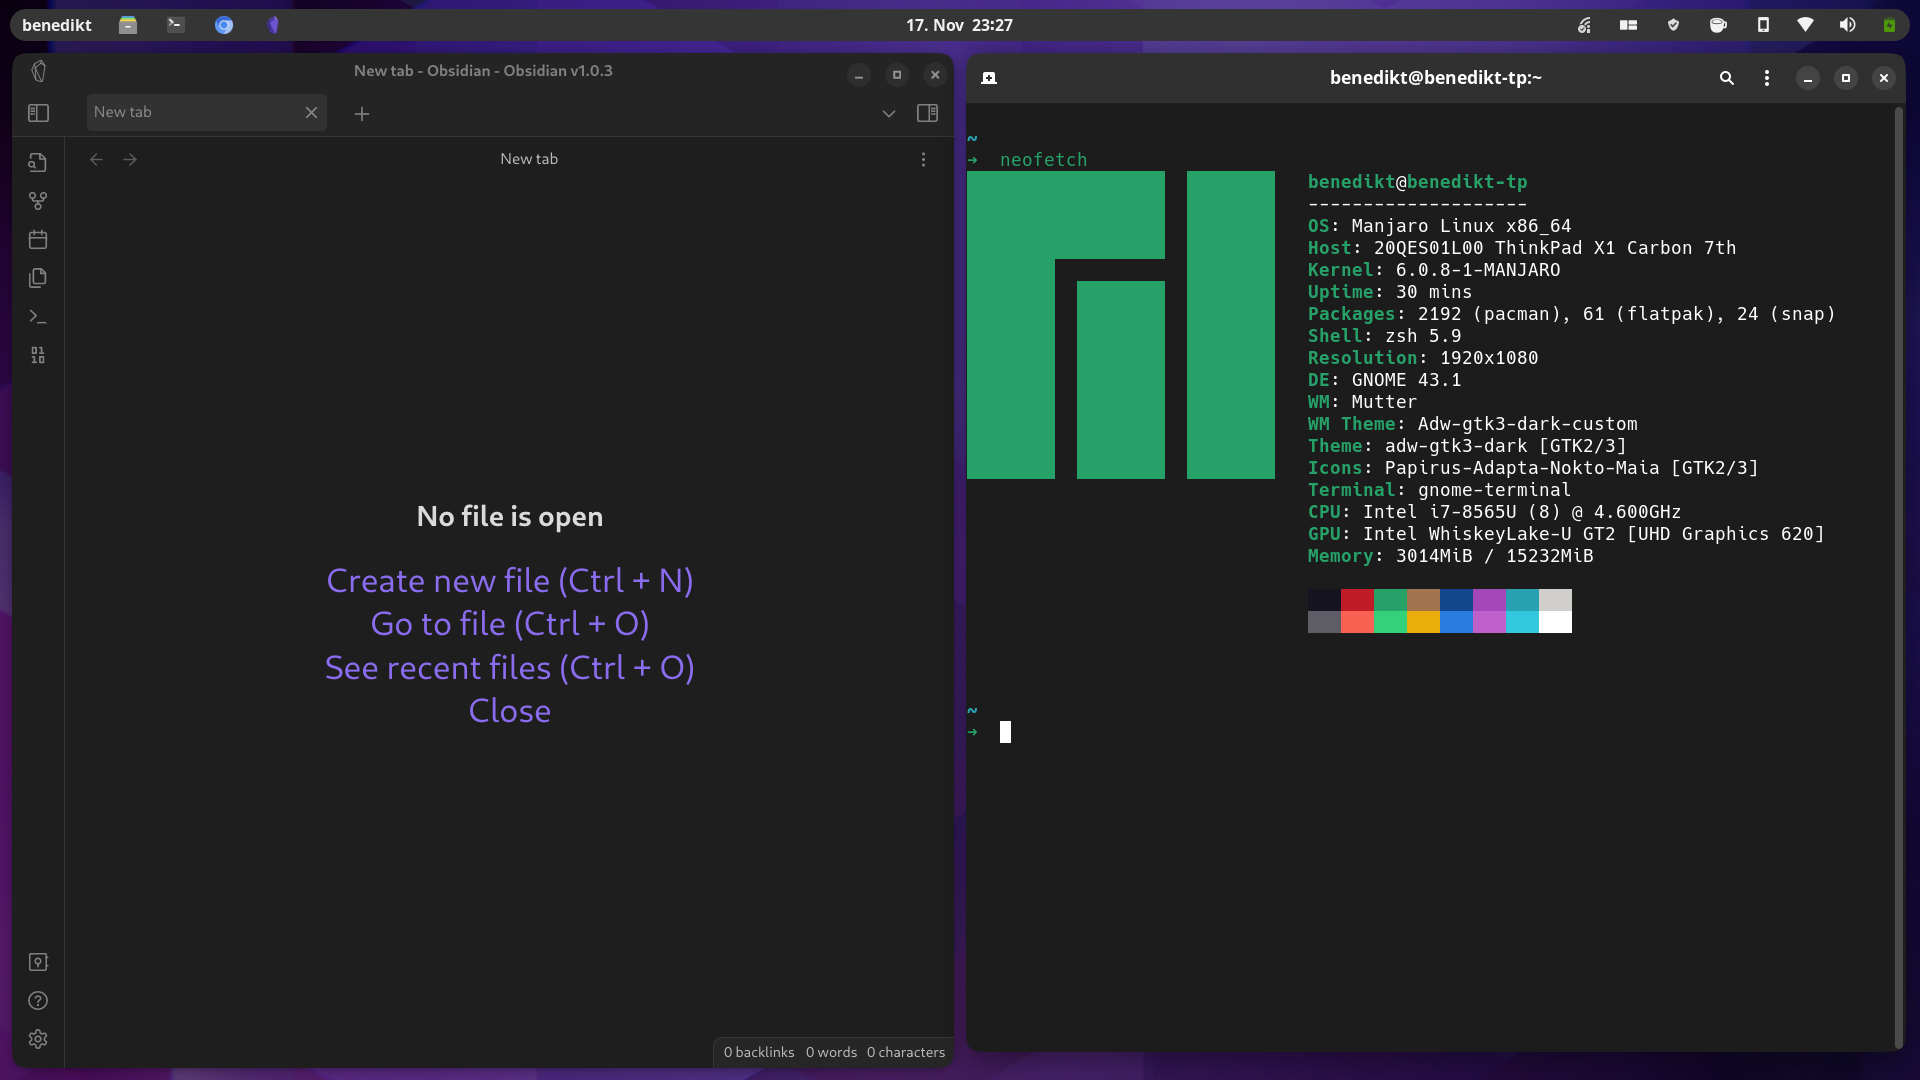 benedikt
17. Nov 23:27
New tab - Obsidian - Obsidian v1.0.3
New tab
New tab
No file is open
Create new file (Ctrl + N)
Go to file (Ctrl + O)
See recent files (Ctrl + O)
Close
0 backlinks 0 words 0 characters
benedikt@benedikt-tp:~
~
➜ neofetch
benedikt@benedikt-tp
--------------------
OS: Manjaro Linux x86_64
Host: 20QES01L00 ThinkPad X1 Carbon 7th
Kernel: 6.0.8-1-MANJARO
Uptime: 30 mins
Packages: 2192 (pacman), 61 (flatpak), 24 (snap)
Shell: zsh 5.9
Resolution: 1920x1080
DE: GNOME 43.1
WM: Mutter
WM Theme: Adw-gtk3-dark-custom
Theme: adw-gtk3-dark [GTK2/3]
Icons: Papirus-Adapta-Nokto-Maia [GTK2/3]
Terminal: gnome-terminal
CPU: Intel i7-8565U (8) @ 4.600GHz
GPU: Intel WhiskeyLake-U GT2 [UHD Graphics 620]
Memory: 3014MiB / 15232MiB
~
➜